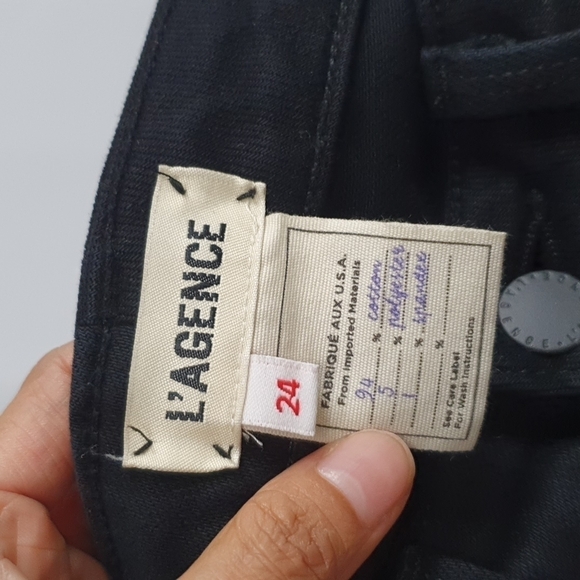 L'AGENCE
24
FABRIQUÉ AUX U.S.A.
From Imported Materials
94 % cotton
5 % polyester
1 % spandex
%
See Care Label
For Wash Instructions